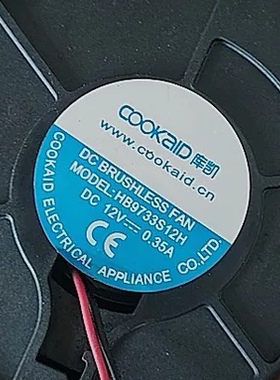 COOKAID 库凯
www.cookaid.cn
DC BRUSHLESS FAN
MODEL:HB9733S12H
DC 12V⎓ 0.35A
CE
COOKAID ELECTRICAL APPLIANCE CO.,LTD.